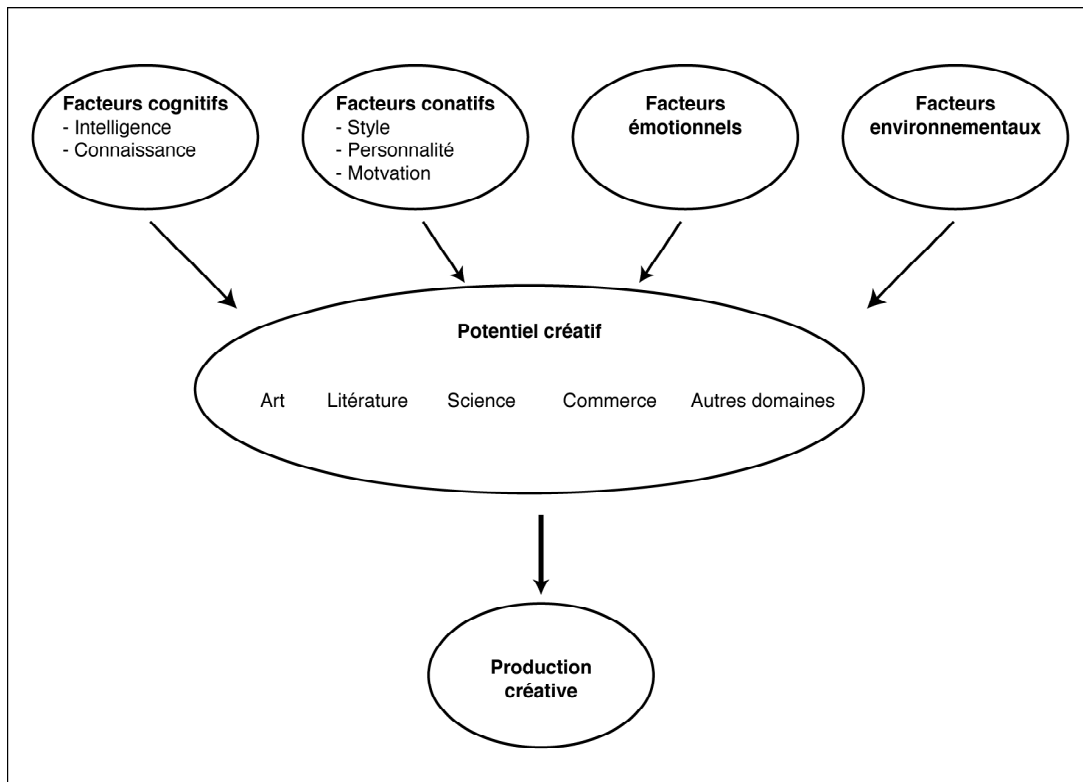 Facteurs cognitifs
- Intelligence
- Connaissance
Facteurs conatifs
- Style
- Personnalité
- Motvation
Facteurs
émotionnels
Facteurs
environnementaux
Potentiel créatif
Art Litérature Science Commerce Autres domaines
Production
créative